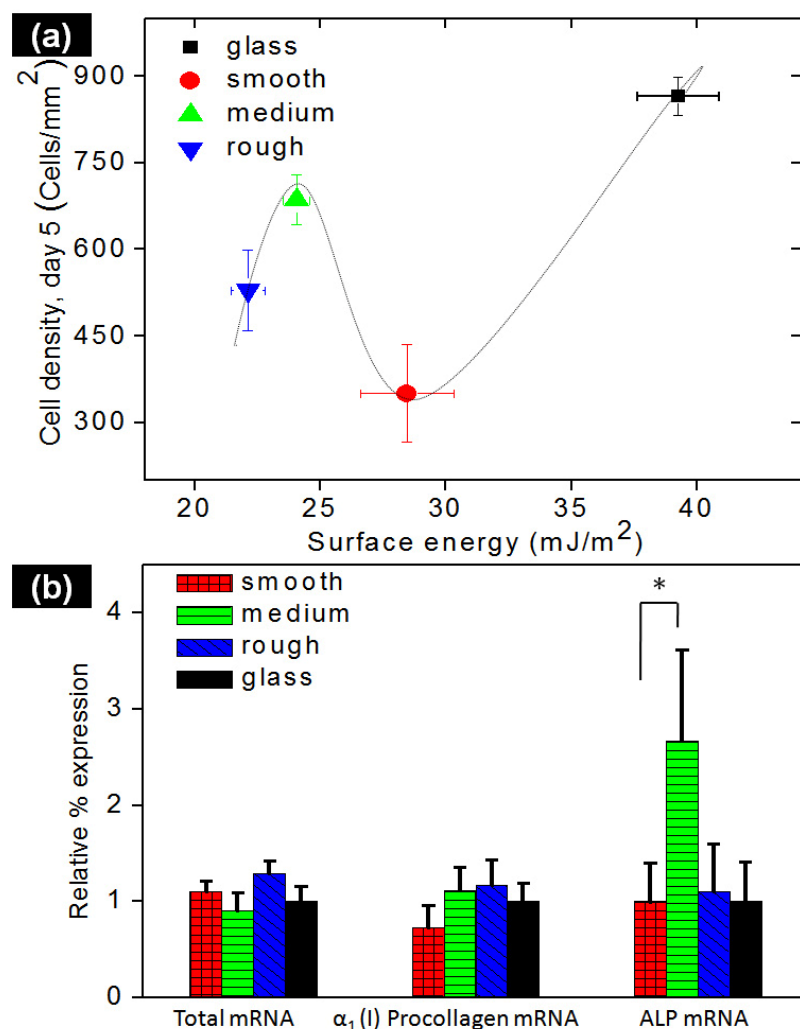 (a)
glass
smooth
medium
rough
900
750
600
450
300
Cell density, day 5 (Cells/mm²)
20 25 30 35 40
Surface energy (mJ/m²)
(b)
smooth
medium
rough
glass
*
4
3
2
1
0
Relative % expression
Total mRNA α₁ (I) Procollagen mRNA ALP mRNA